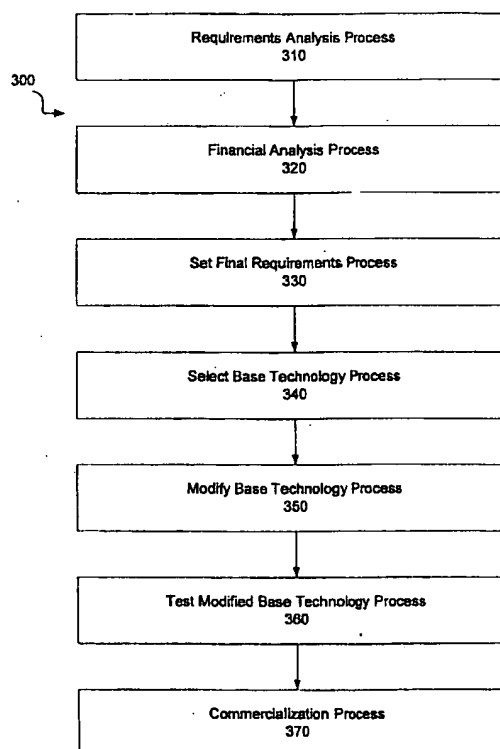 Requirements Analysis Process
310
300
Financial Analysis Process
320
Set Final Requirements Process
330
Select Base Technology Process
340
Modify Base Technology Process
350
Test Modified Base Technology Process
360
Commercialization Process
370